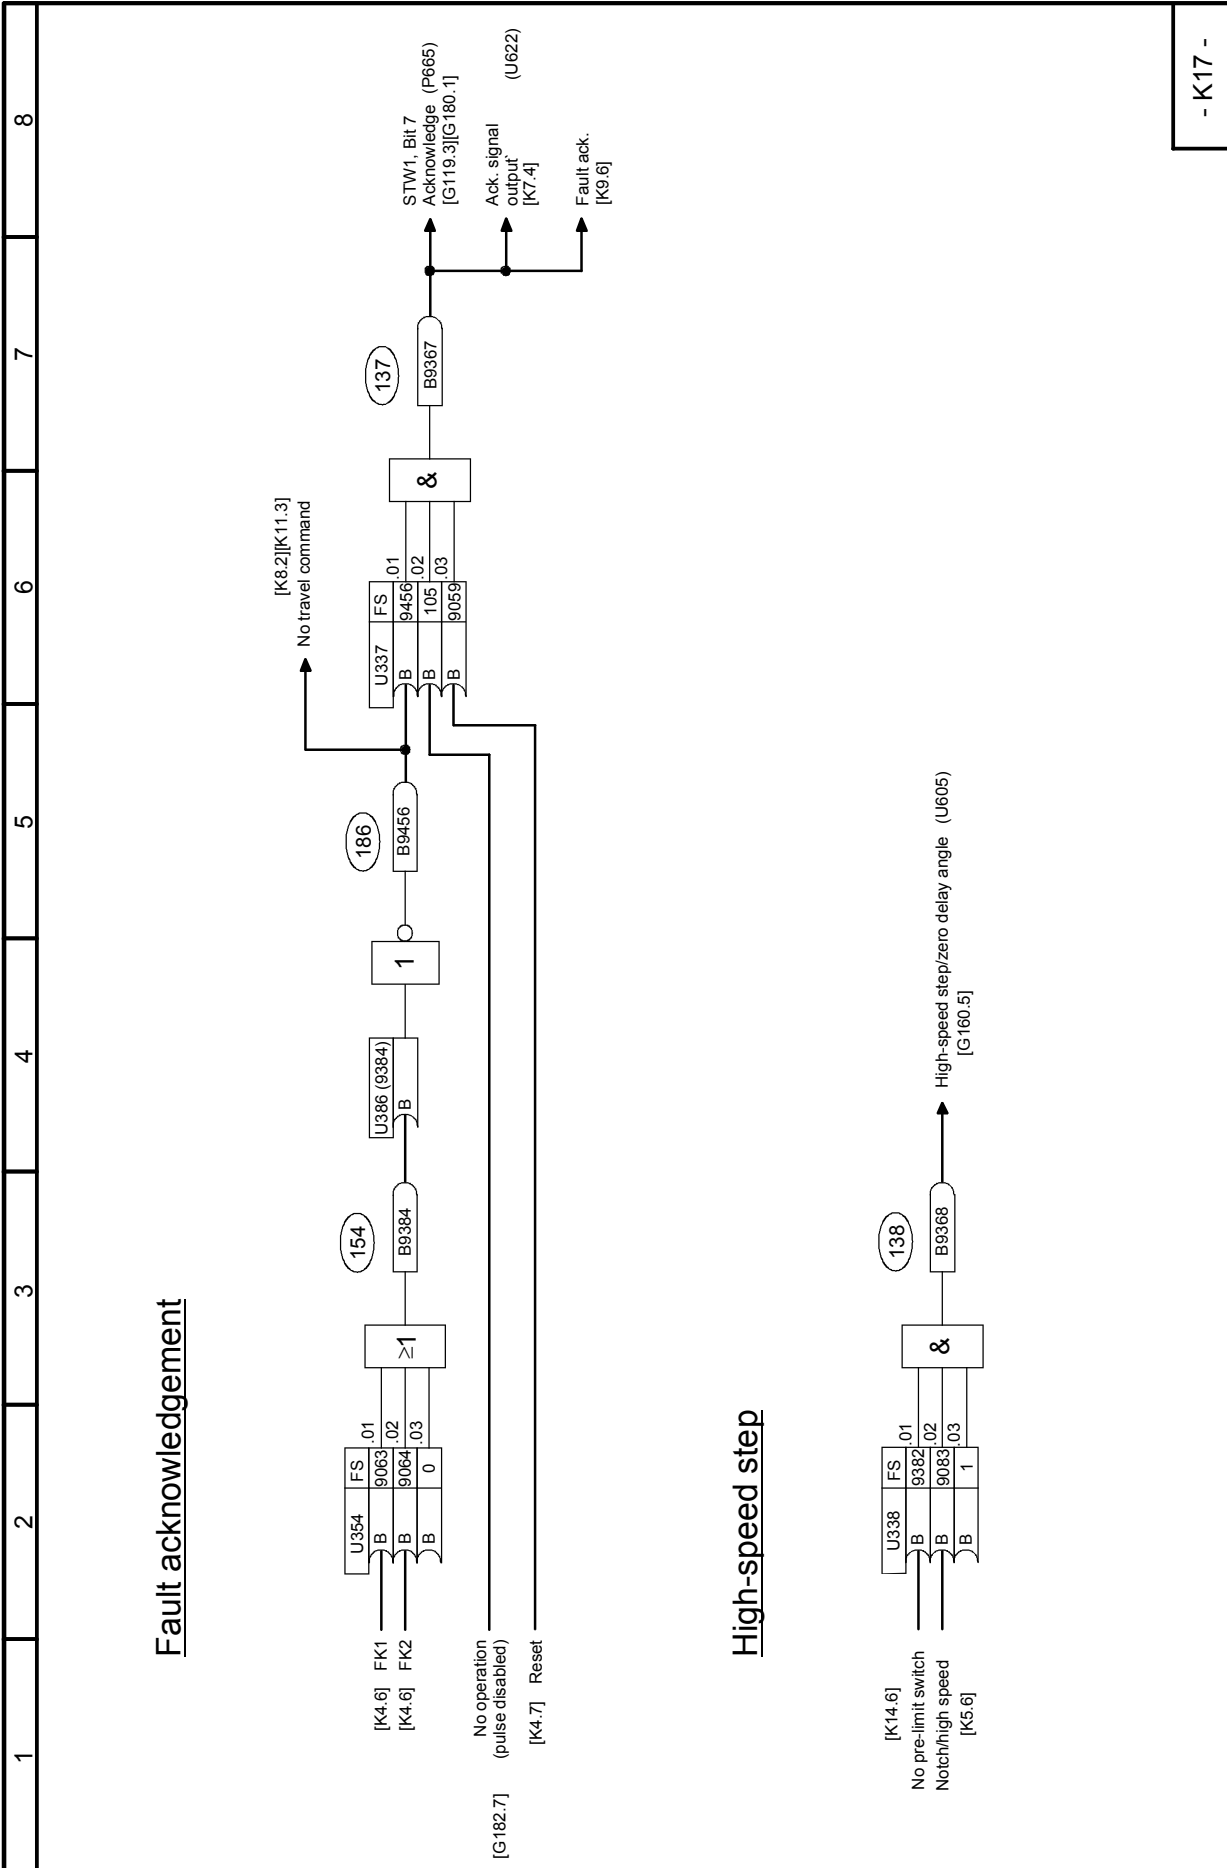 1 2 3 4 5 6 7 8
Fault acknowledgement
[K8.2][K11.3]
No travel command
154
186
137
U354 FS
B 9063 .01
B 9064 .02
B 0 .03
[K4.6] FK1
[K4.6] FK2
≥1
B9384
U386 (9384)
B
1
B9456
U337 FS
B 9456 .01
B 105 .02
B 9059 .03
&
B9367
STW1, Bit 7
Acknowledge (P665)
[G119.3][G180.1]
Ack. signal (U622)
output`
[K7.4]
Fault ack.
[K9.6]
No operation
(pulse disabled)
[G182.7]
[K4.7] Reset
High-speed step
[K14.6]
No pre-limit switch
Notch/high speed
[K5.6]
U338 FS
B 9382 .01
B 9083 .02
B 1 .03
&
138
B9368
High-speed step/zero delay angle (U605)
[G160.5]
- K17 -